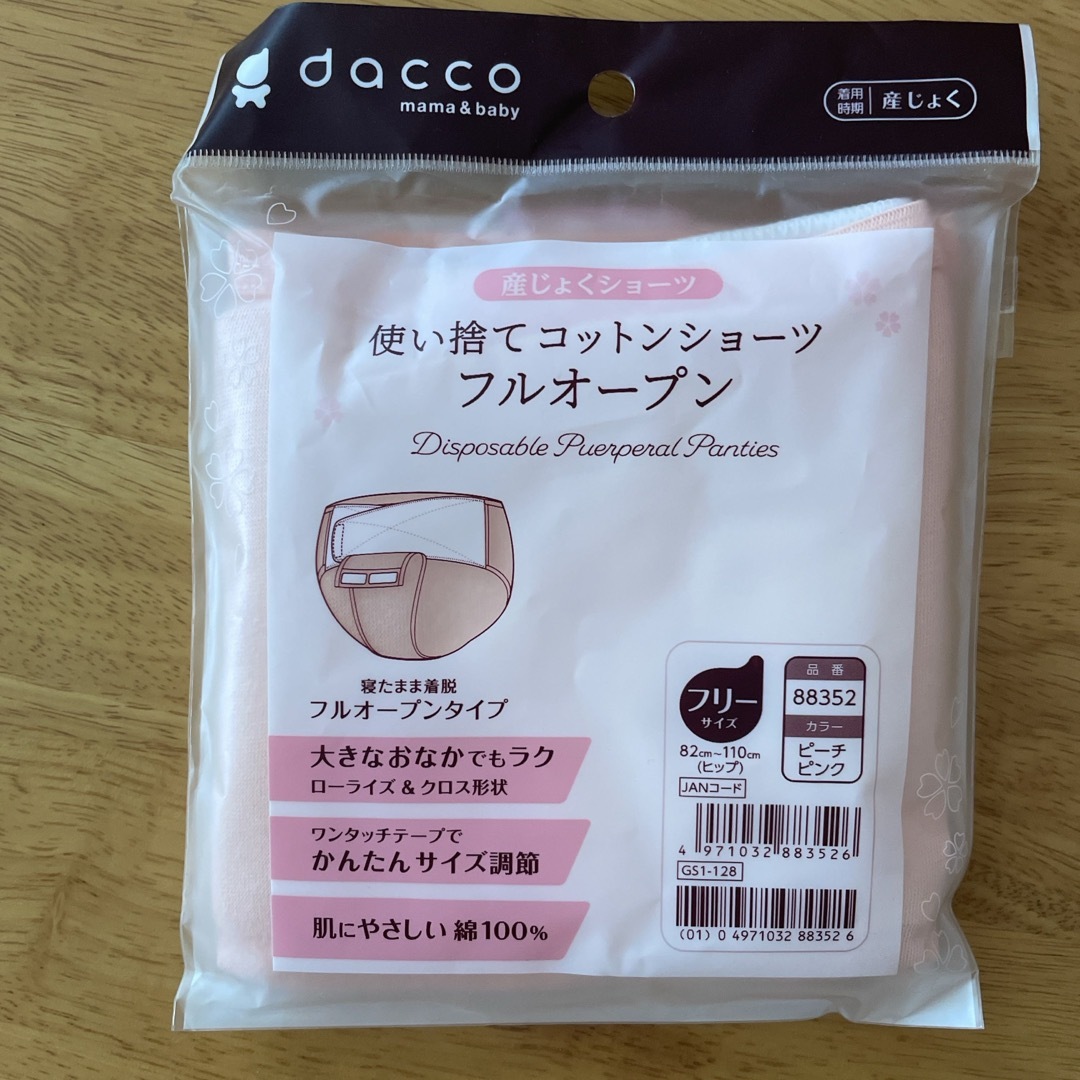 dacco
mama & baby
着用時期 産じょく
産じょくショーツ
使い捨てコットンショーツ
フルオープン
Disposable Puerperal Panties
寝たまま着脱
フルオープンタイプ
大きなおなかでもラク
ローライズ & クロス形状
ワンタッチテープで
かんたんサイズ調節
肌にやさしい 綿100%
フリー
サイズ
82cm~110cm
(ヒップ)
品番
88352
カラー
ピーチ
ピンク
JANコード
4 971032 883526
GS1-128
(01) 0 4971032 88352 6